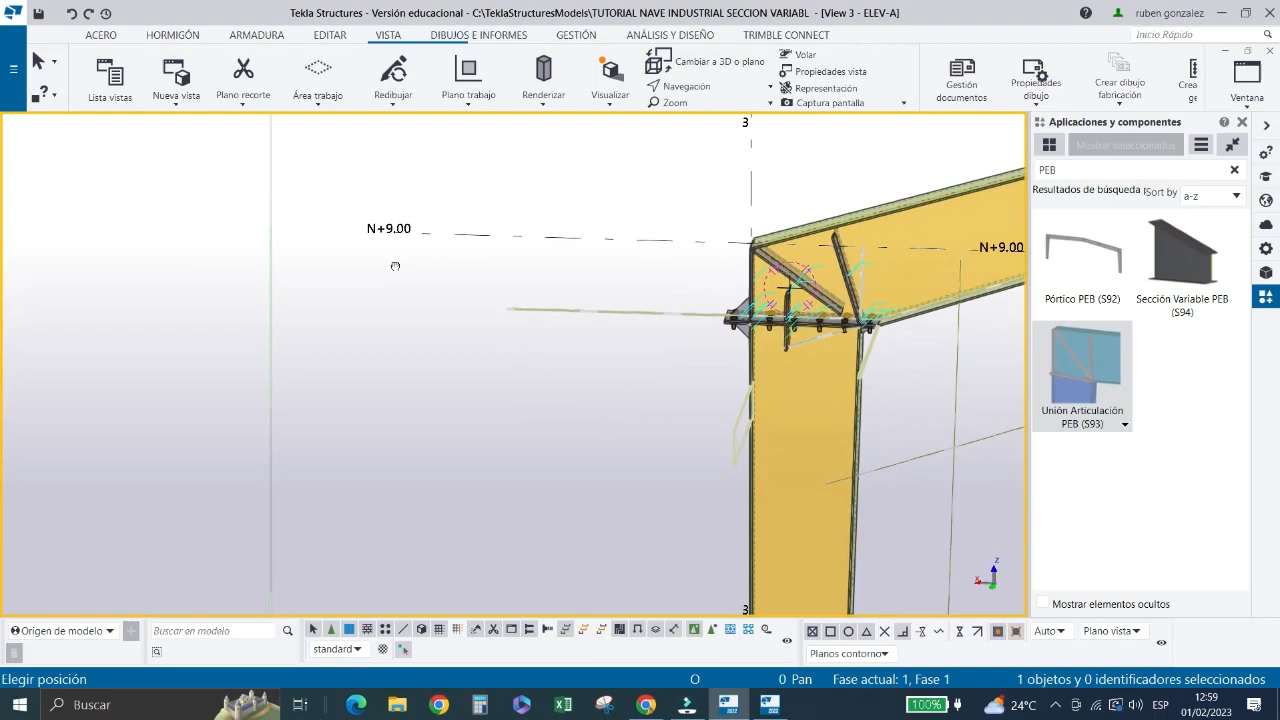 Tekla Structures - Versión educacional - C:\TeklaStructuresModels\TUTORIAL NAVE INDUSTRIAL SECCION VARIABL - [View 3 - ELEV-A]
ruben gonzalez
ACERO HORMIGÓN ARMADURA EDITAR VISTA DIBUJOS E INFORMES GESTIÓN ANÁLISIS Y DISEÑO TRIMBLE CONNECT
Inicio Rápido
Lista vistas
Nueva vista
Plano recorte
Área trabajo
Redibujar
Plano trabajo
Renderizar
Visualizar
Cambiar a 3D o plano
Navegación
Zoom
Volar
Propiedades vista
Representación
Captura pantalla
Gestión documentos
Propiedades dibujo
Crear dibujo fabricación
Crear ge
Ventana
3
N+9.00
N+9.00
3
z
x
Aplicaciones y componentes
Mostrar seleccionados
PEB
Resultados de búsqueda
Sort by
a-z
Pórtico PEB (S92)
Sección Variable PEB (S94)
Unión Articulación PEB (S93)
Mostrar elementos ocultos
Origen de modelo
Buscar en modelo
standard
Planos contorno
Auto
Plano vista
Elegir posición
O
0 Pan
Fase actual: 1, Fase 1
1 objetos y 0 identificadores seleccionados
Buscar
2022
2022
100%
24°C
ESP
12:59
01/02/2023